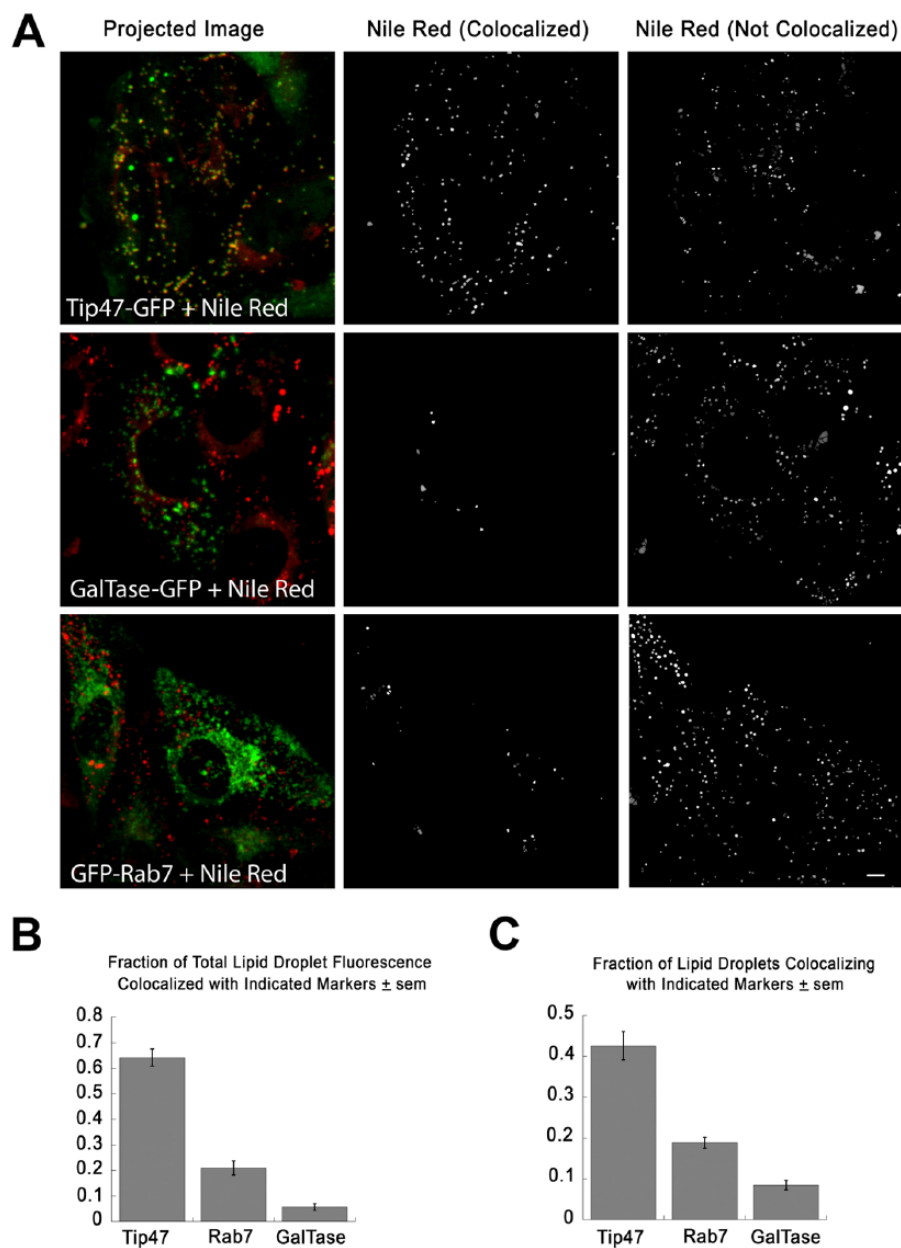 A
Projected Image
Nile Red (Colocalized)
Nile Red (Not Colocalized)
Tip47-GFP + Nile Red
GalTase-GFP + Nile Red
GFP-Rab7 + Nile Red
B
Fraction of Total Lipid Droplet Fluorescence
Colocalized with Indicated Markers ± sem
0.8
0.7
0.6
0.5
0.4
0.3
0.2
0.1
0
Tip47
Rab7
GalTase
C
Fraction of Lipid Droplets Colocalizing
with Indicated Markers ± sem
0.5
0.4
0.3
0.2
0.1
0
Tip47
Rab7
GalTase